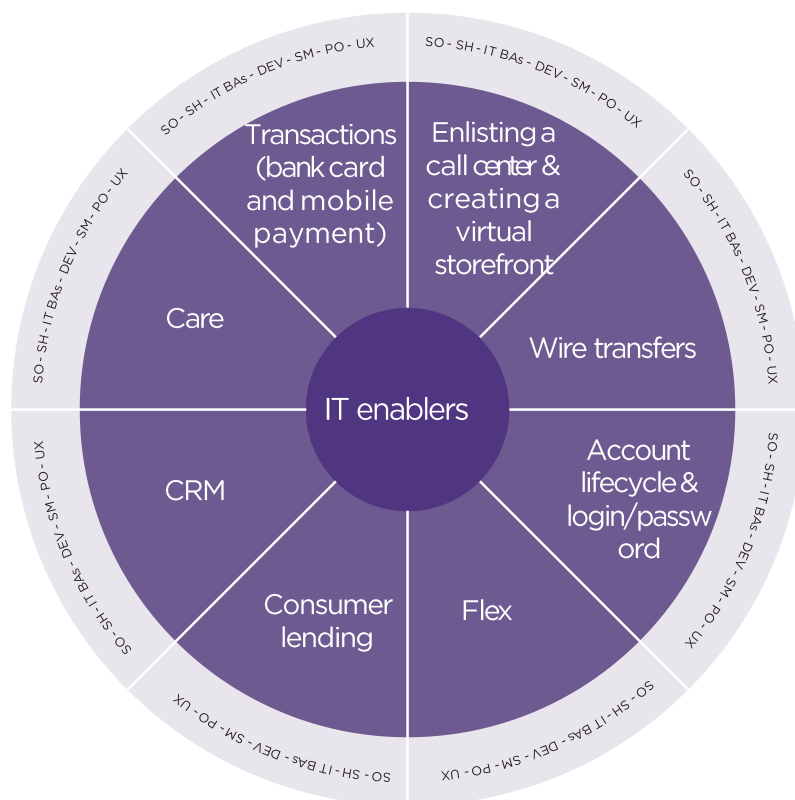 SO - SH - IT BAs - DEV - SM - PO - UX
SO - SH - IT BAs - DEV - SM - PO - UX
Transactions
(bank card
and mobile
payment)
Enlisting a
call center &
creating a
virtual
storefront
SO - SH - IT BAs - DEV - SM - PO - UX
SO - SH - IT BAs - DEV - SM - PO - UX
Care
Wire transfers
IT enablers
CRM
Account
lifecycle &
login/passw
ord
SO - SH - IT BAs - DEV - SM - PO - UX
SO - SH - IT BAs - DEV - SM - PO - UX
Consumer
lending
Flex
SO - SH - IT BAs - DEV - SM - PO - UX
SO - SH - IT BAs - DEV - SM - PO - UX